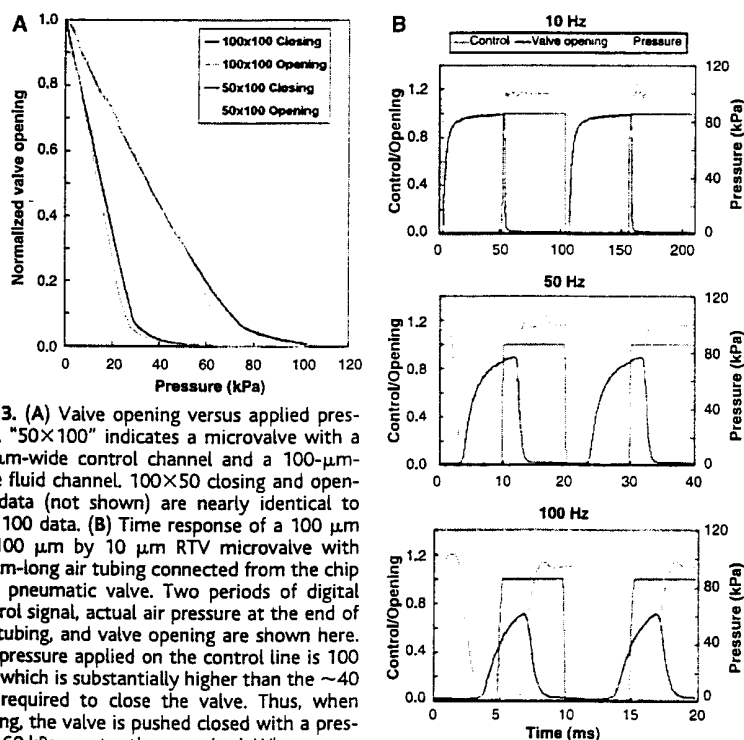 A
1.0
0.8
0.6
0.4
0.2
0.0
Normalized valve opening
100x100 Closing
100x100 Opening
50x100 Closing
50x100 Opening
0 20 40 60 80 100 120
Pressure (kPa)
3. (A) Valve opening versus applied pres-
"50×100" indicates a microvalve with a
μm-wide control channel and a 100-μm-
fluid channel. 100×50 closing and open-
data (not shown) are nearly identical to
100 data. (B) Time response of a 100 μm
100 μm by 10 μm RTV microvalve with
m-long air tubing connected from the chip
pneumatic valve. Two periods of digital
rol signal, actual air pressure at the end of
tubing, and valve opening are shown here.
pressure applied on the control line is 100
which is substantially higher than the ~40
required to close the valve. Thus, when
ng, the valve is pushed closed with a pres-
B
10 Hz
Control Valve opening Pressure
Control/Opening
1.2
0.8
0.4
0.0
120
80
40
0
Pressure (kPa)
0 50 100 150 200
50 Hz
Control/Opening
1.2
0.8
0.4
0
120
80
40
0
Pressure (kPa)
0 10 20 30 40
100 Hz
Control/Opening
1.2
0.8
0.4
0.0
120
80
40
0
Pressure (kPa)
0 5 10 15 20
Time (ms)